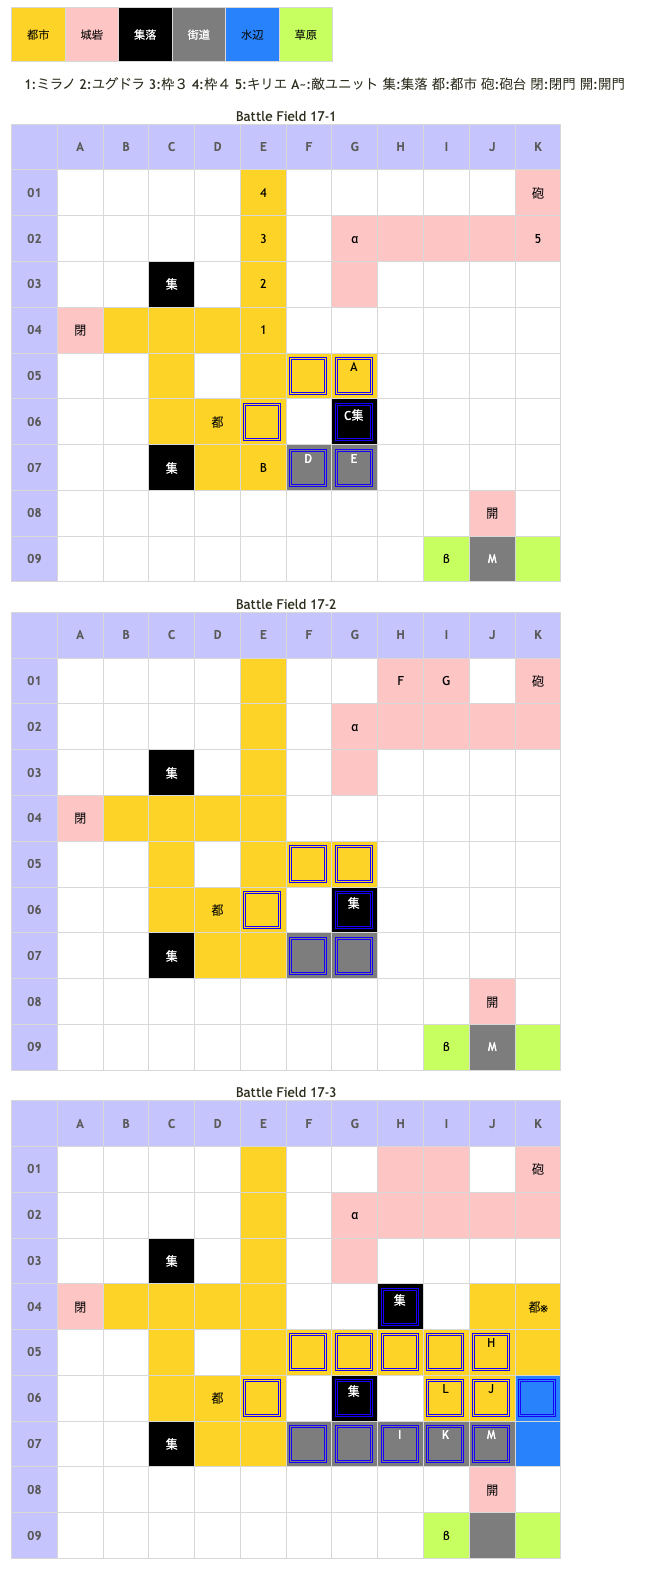 都市 城砦 集落 街道 水辺 草原
1:ミラノ 2:ユグドラ 3:枠３ 4:枠４ 5:キリエ A~:敵ユニット 集:集落 都:都市 砲:砲台 閉:閉門 開:開門
Battle Field 17-1
A B C D E F G H I J K
01 4 砲
02 3 α 5
03 集 2
04 閉 1
05 A
06 都 C集
07 集 B D E
08 開
09 ß M
Battle Field 17-2
A B C D E F G H I J K
01 F G 砲
02 α
03 集
04 閉
05
06 都 集
07 集
08 開
09 ß M
Battle Field 17-3
A B C D E F G H I J K
01 砲
02 α
03 集
04 閉 集 都※
05 H
06 都 集 L J
07 集 I K M
08 開
09 ß